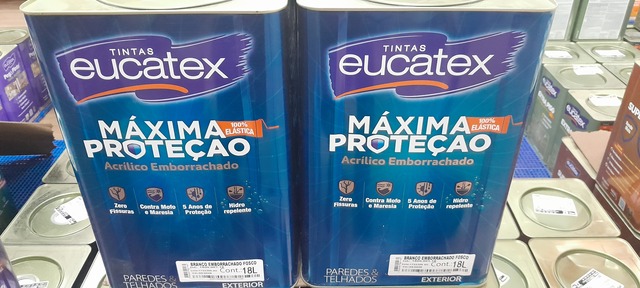 TINTAS
eucatex
MÁXIMA
100% ELÁSTICA
PROTEÇÃO
Acrílico Emborrachado
Zero Fissuras
Contra Mofo e Maresia
5 Anos de Proteção
Hidro repelente
BRANCO EMBORRACHADO FOSCO
Cont. 18L
PAREDES & TELHADOS
EXTERIOR
TINTAS
eucatex
MÁXIMA
100% ELÁSTICA
PROTEÇÃO
Acrílico Emborrachado
Zero Fissuras
Contra Mofo e Maresia
5 Anos de Proteção
Hidro repelente
BRANCO EMBORRACHADO FOSCO
Cont. 18L
PAREDES & TELHADOS
EXTERIOR